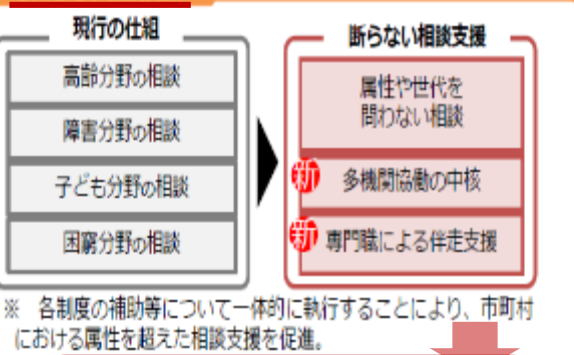 現行の仕組
高齢分野の相談
障害分野の相談
子ども分野の相談
困窮分野の相談
断らない相談支援
属性や世代を
問わない相談
新 多機関協働の中核
新 専門職による伴走支援
※ 各制度の補助等について一体的に執行することにより、市町村
における属性を超えた相談支援を促進。